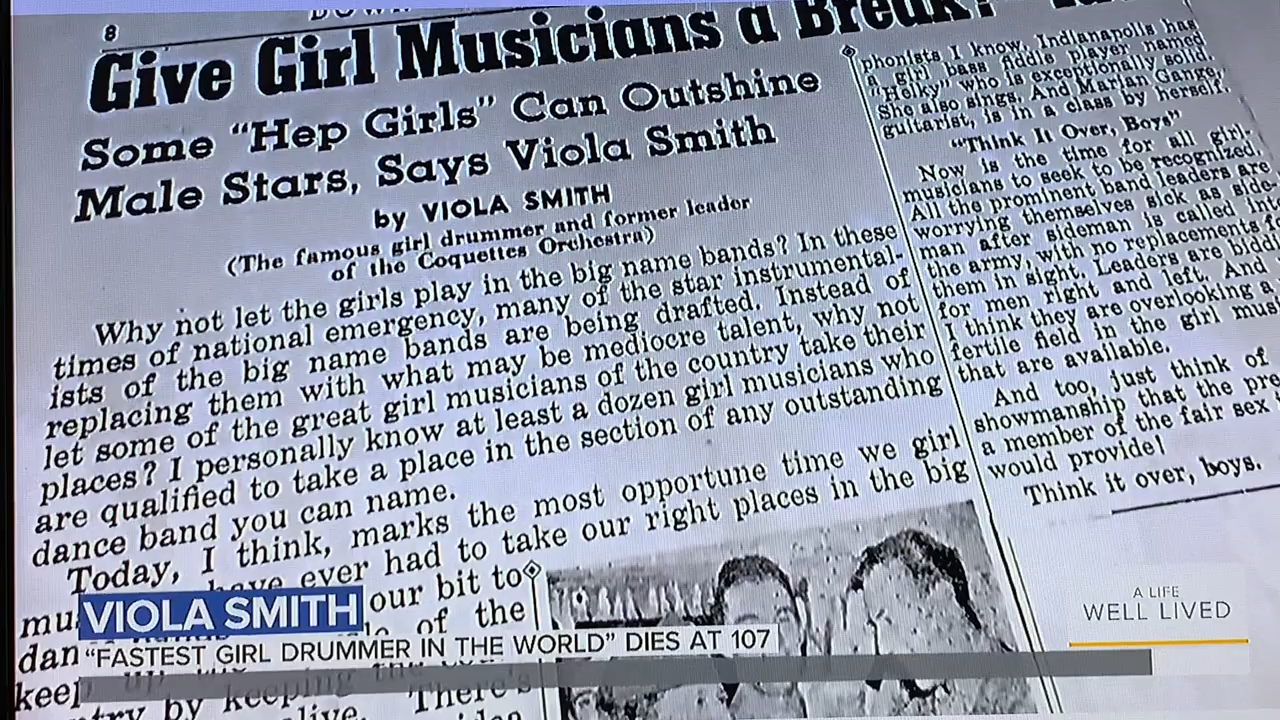 8
Give Girl Musicians a Break?
Some "Hep Girls" Can Outshine
Male Stars, Says Viola Smith
by VIOLA SMITH
(The famous girl drummer and former leader
of the Coquettes Orchestra)
Why not let the girls play in the big name bands? In these
times of national emergency, many of the star instrumental-
ists of the big name bands are being drafted. Instead of
replacing them with what may be mediocre talent, why not
let some of the great girl musicians of the country take their
places? I personally know at least a dozen girl musicians who
are qualified to take a place in the section of any outstanding
dance band you can name.
Today, I think, marks the most opportune time we girl
mu have ever had to take our right places in the big
dan our bit to
of the
keep up
try by keeping
alive. There's
phonists I know. Indianapolis has
a girl bass fiddle player named
"Helky" who is exceptionally solid.
She also sings. And Marian Gange,
guitarist, is in a class by herself.
"Think It Over, Boys"
Now is the time for all girl-
musicians to seek to be recognized.
All the prominent band leaders are
worrying themselves sick as side-
man after sideman is called into
the army, with no replacements
them in sight. Leaders are
for men right and left. And
I think they are overlooking a
fertile field in the girl
that are available.
And too, just think of
showmanship that the
a member of the fair sex
would provide!
Think it over, boys.
VIOLA SMITH
"FASTEST GIRL DRUMMER IN THE WORLD" DIES AT 107
A LIFE
WELL LIVED